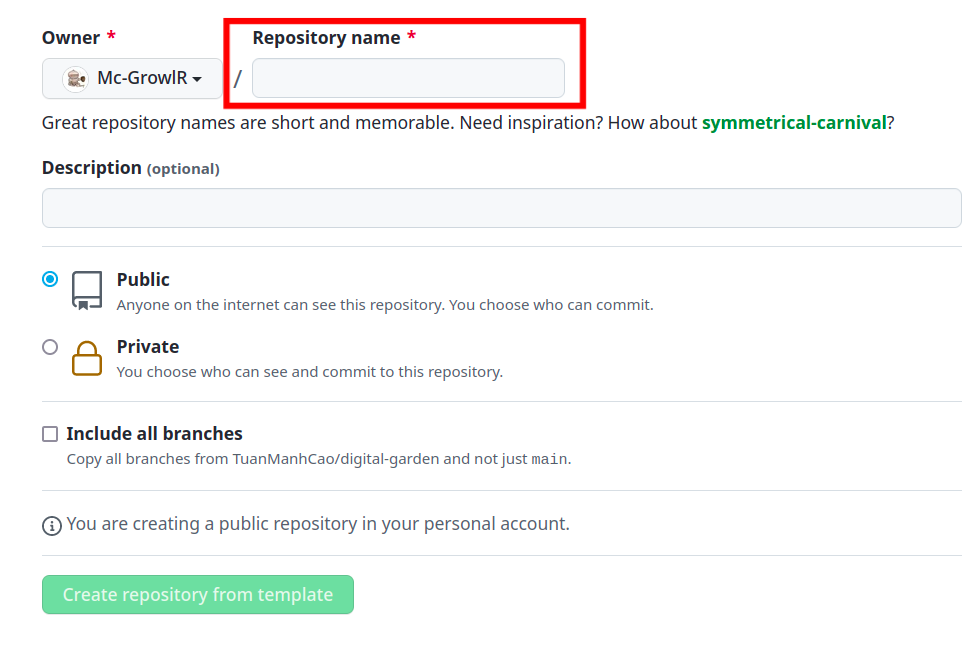 Owner * Repository name *
Mc-GrowlR /
Great repository names are short and memorable. Need inspiration? How about symmetrical-carnival?
Description (optional)
Public
Anyone on the internet can see this repository. You choose who can commit.
Private
You choose who can see and commit to this repository.
Include all branches
Copy all branches from TuanManhCao/digital-garden and not just main.
You are creating a public repository in your personal account.
Create repository from template